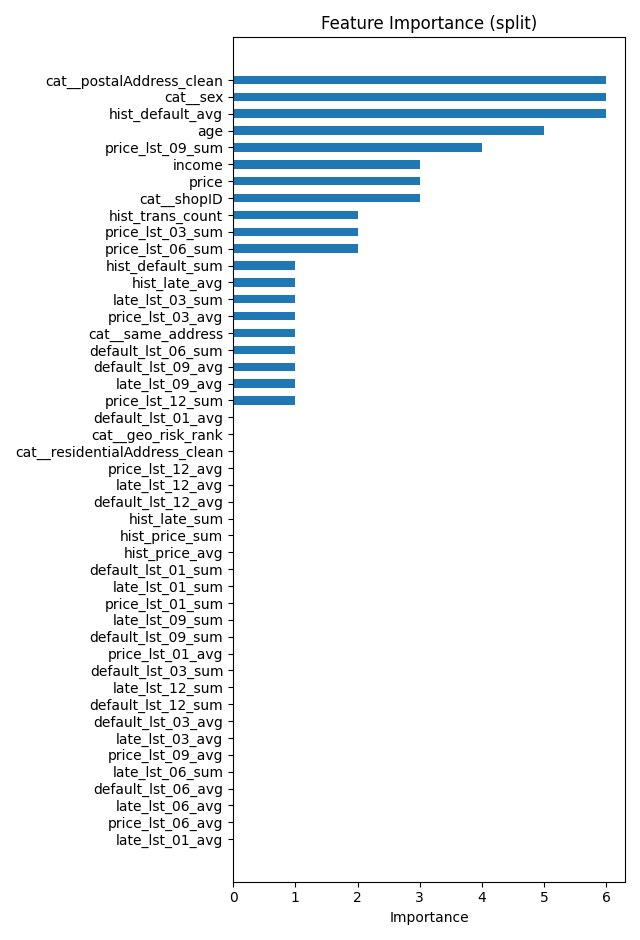 Feature Importance (split)
cat__postalAddress_clean
cat__sex
hist_default_avg
age
price_lst_09_sum
income
price
cat__shopID
hist_trans_count
price_lst_03_sum
price_lst_06_sum
hist_default_sum
hist_late_avg
late_lst_03_sum
price_lst_03_avg
cat__same_address
default_lst_06_sum
default_lst_09_avg
late_lst_09_avg
price_lst_12_sum
default_lst_01_avg
cat__geo_risk_rank
cat__residentialAddress_clean
price_lst_12_avg
late_lst_12_avg
default_lst_12_avg
hist_late_sum
hist_price_sum
hist_price_avg
default_lst_01_sum
late_lst_01_sum
price_lst_01_sum
late_lst_09_sum
default_lst_09_sum
price_lst_01_avg
default_lst_03_sum
late_lst_12_sum
default_lst_12_sum
default_lst_03_avg
late_lst_03_avg
price_lst_09_avg
late_lst_06_sum
default_lst_06_avg
late_lst_06_avg
price_lst_06_avg
late_lst_01_avg
0 1 2 3 4 5 6
Importance